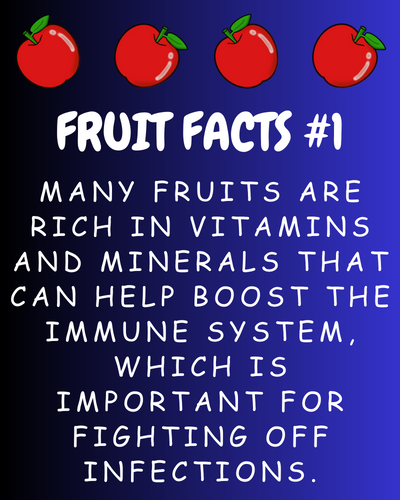 FRUIT FACTS #1
MANY FRUITS ARE
RICH IN VITAMINS
AND MINERALS THAT
CAN HELP BOOST THE
IMMUNE SYSTEM,
WHICH IS
IMPORTANT FOR
FIGHTING OFF
INFECTIONS.